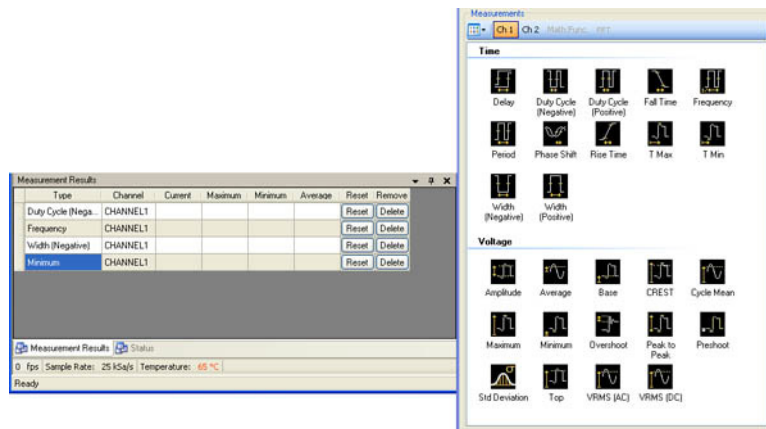 Measurement Results
Type Channel Current Maximum Minimum Average Reset Remove
Duty Cycle (Nega... CHANNEL1 Reset Delete
Frequency CHANNEL1 Reset Delete
Width (Negative) CHANNEL1 Reset Delete
Minimum CHANNEL1 Reset Delete
Measurement Results Status
0 fps Sample Rate: 25 kSa/s Temperature: 65 °C
Ready
Measurements
Ch 1 Ch 2 Math Func. FFT
Time
Delay Duty Cycle (Negative) Duty Cycle (Positive) Fall Time Frequency
Period Phase Shift Rise Time T Max T Min
Width (Negative) Width (Positive)
Voltage
Amplitude Average Base CREST Cycle Mean
Maximum Minimum Overshoot Peak to Peak Preshoot
Std Deviation Top VRMS (AC) VRMS (DC)